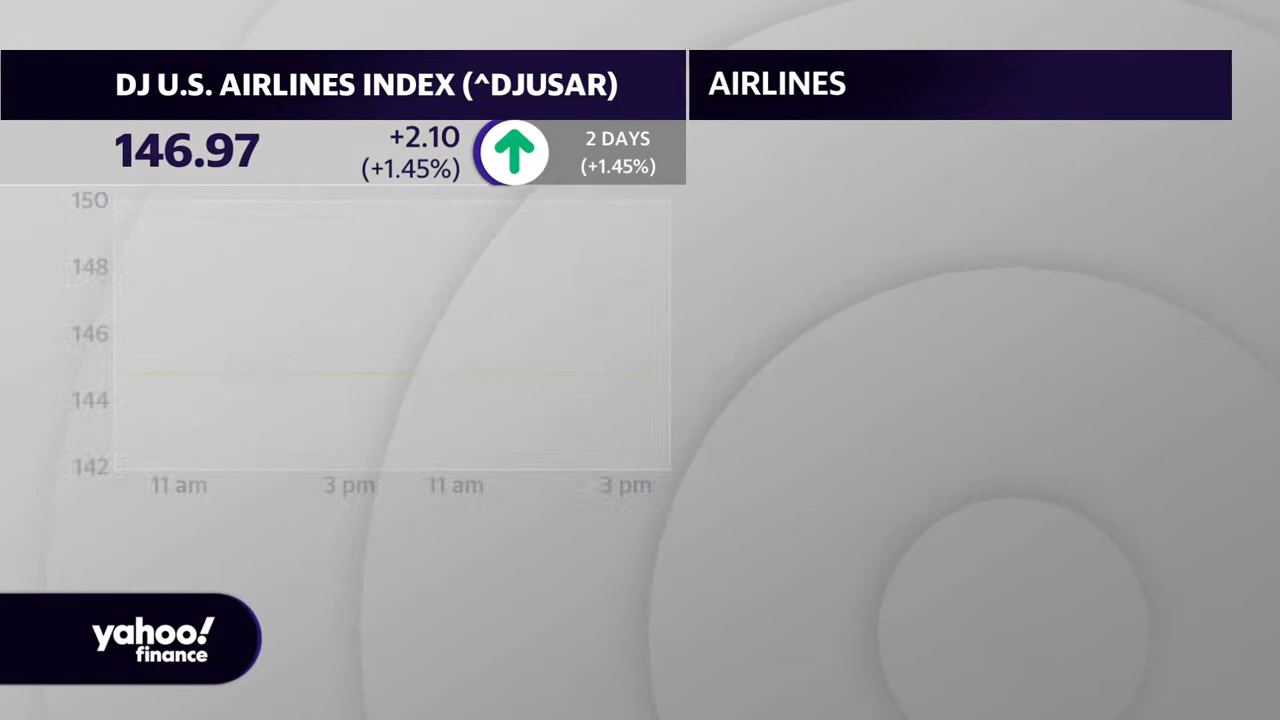 DJ U.S. AIRLINES INDEX (^DJUSAR)
AIRLINES
146.97
+2.10
(+1.45%)
2 DAYS
(+1.45%)
150
148
146
144
142
11 am 3 pm 11 am 3 pm
yahoo!
finance